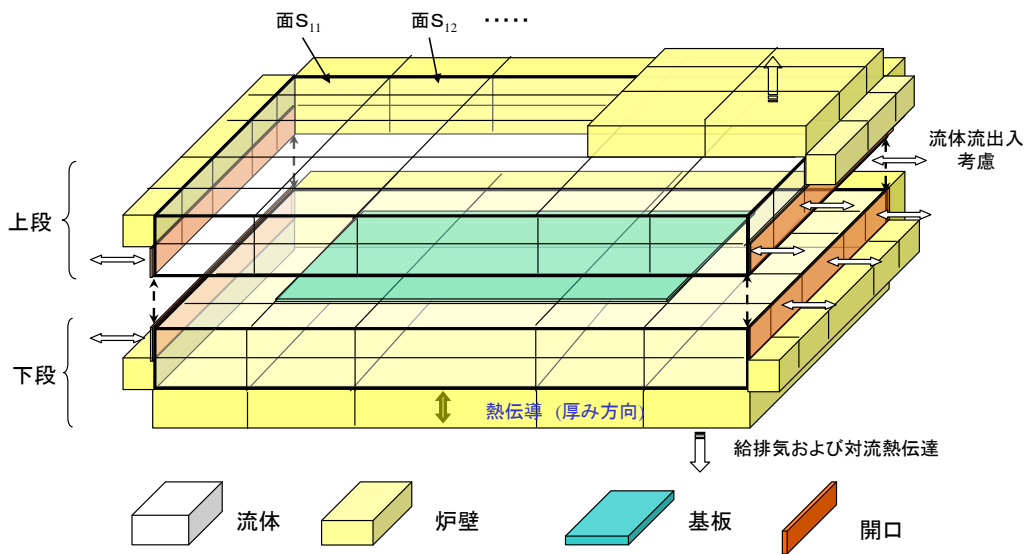 面S11
面S12
・・・・・
流体流出入
考慮
上段
下段
熱伝導 (厚み方向)
給排気および対流熱伝達
流体
炉壁
基板
開口